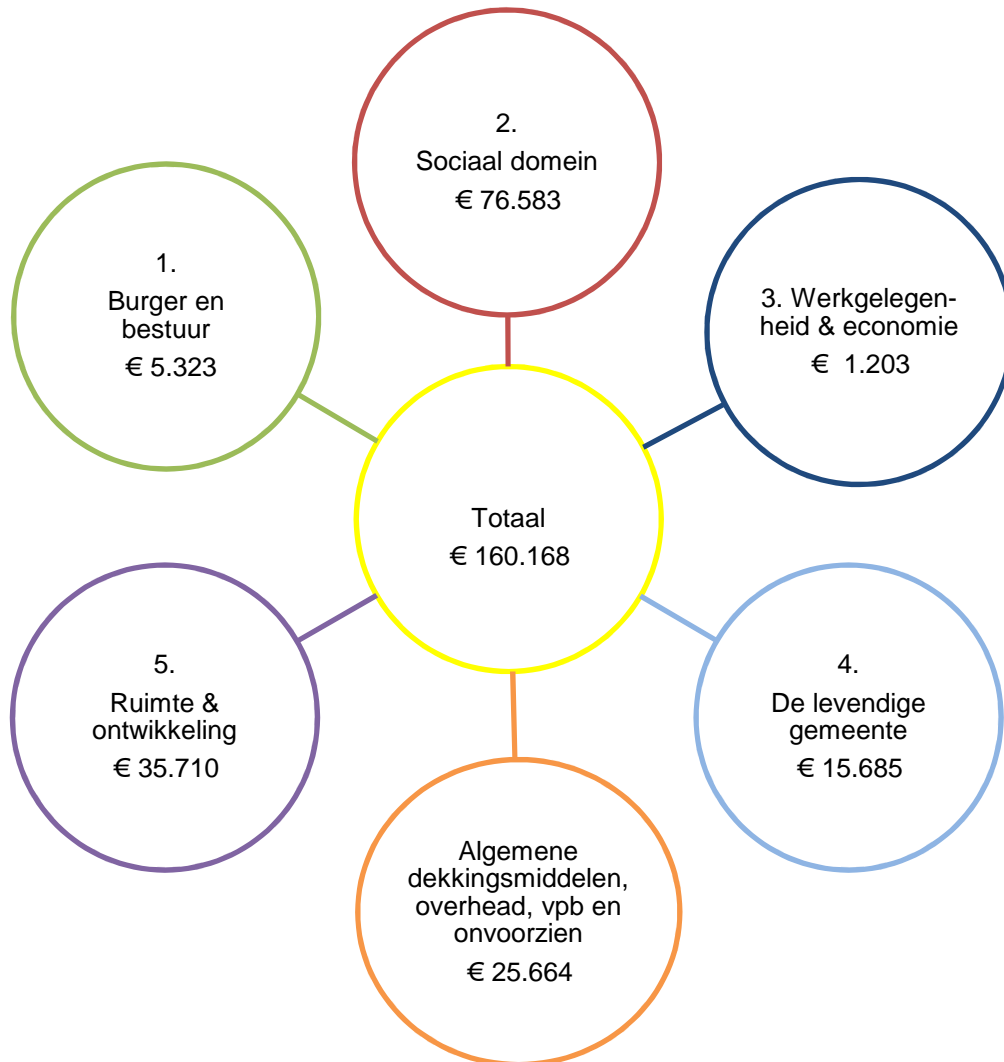 2.
Sociaal domein
€ 76.583
1.
Burger en
bestuur
€ 5.323
3. Werkgelegen-
heid & economie
€ 1.203
Totaal
€ 160.168
5.
Ruimte &
ontwikkeling
€ 35.710
4.
De levendige
gemeente
€ 15.685
Algemene
dekkingsmiddelen,
overhead, vpb en
onvoorzien
€ 25.664